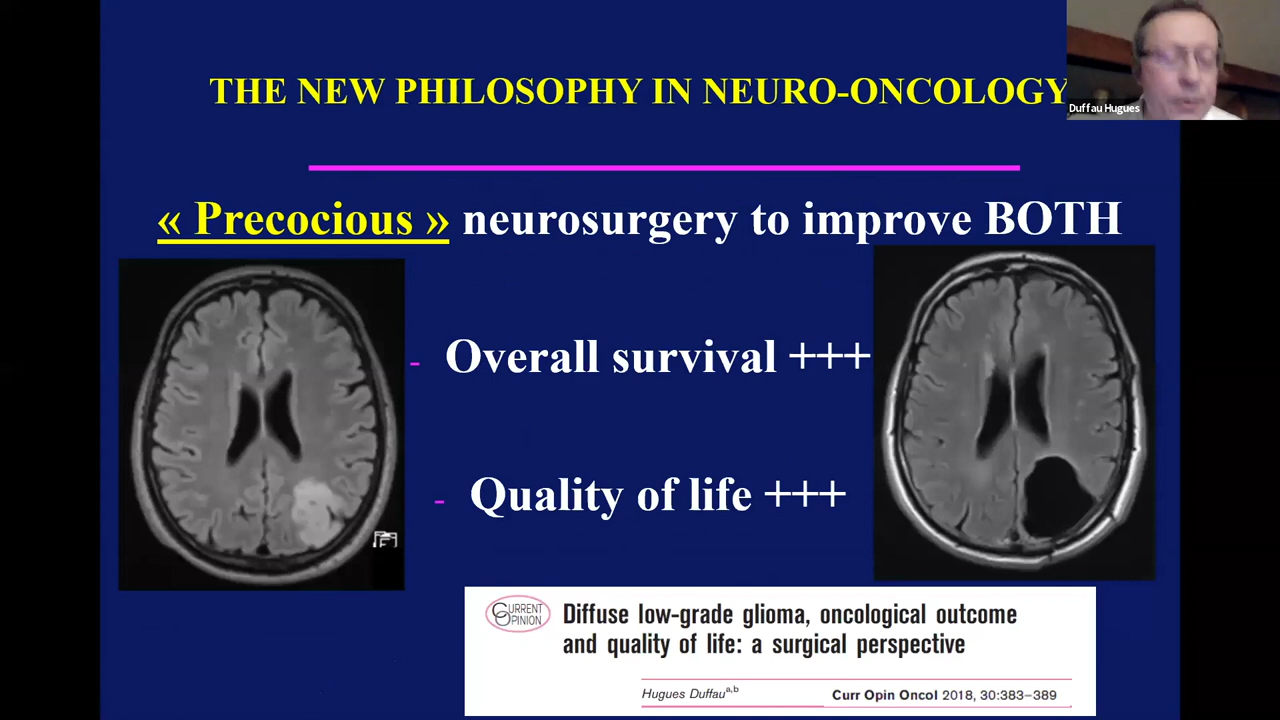 THE NEW PHILOSOPHY IN NEURO-ONCOLOGY
Duffau Hugues
« Precocious » neurosurgery to improve BOTH
- Overall survival +++
- Quality of life +++
CURRENT
OPINION
Diffuse low-grade glioma, oncological outcome
and quality of life: a surgical perspective
Hugues Duffau a,b
Curr Opin Oncol 2018, 30:383–389